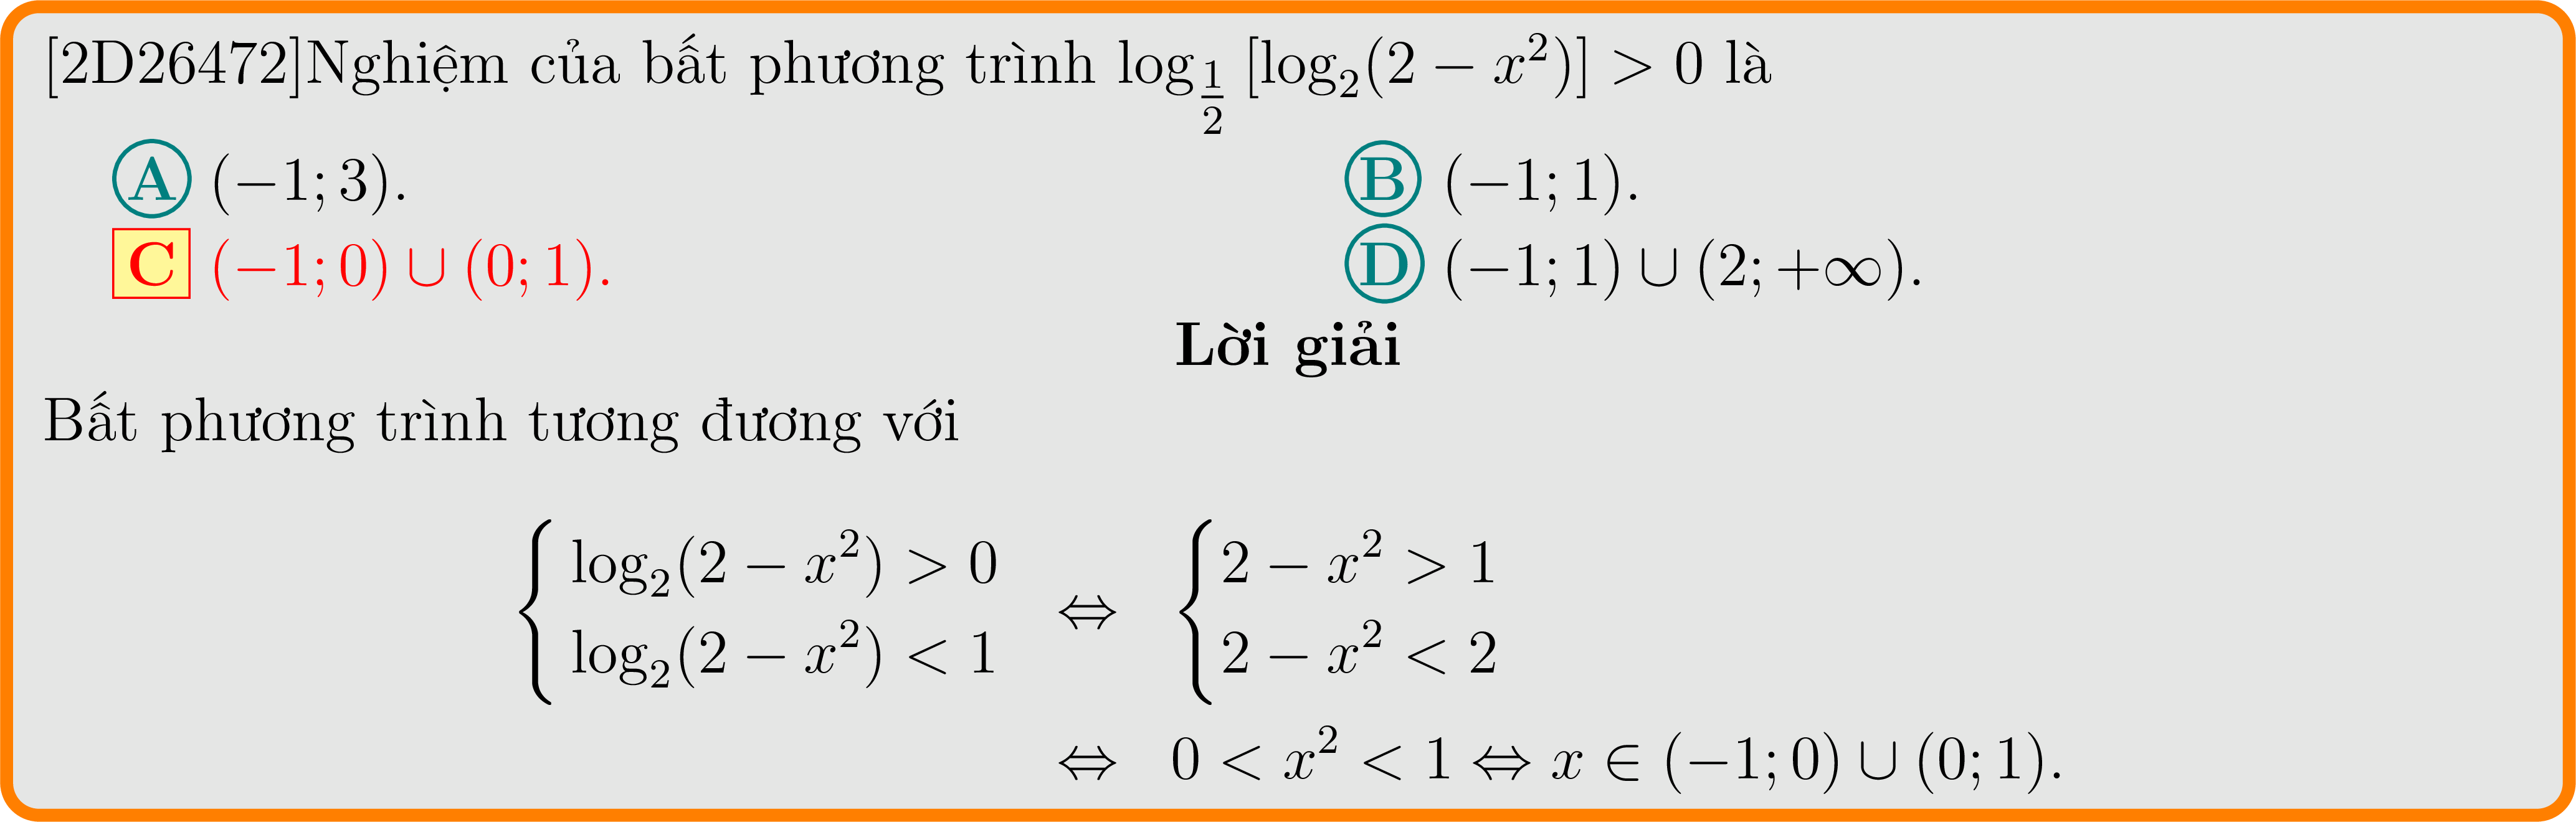 [2D26472]Nghiệm của bất phương trình $\log_{\frac{1}{2}}\left[\log_2(2-x^2)\right] > 0$ là
A $(-1;3)$.
B $(-1;1)$.
C $(-1;0)\cup(0;1)$.
D $(-1;1)\cup(2;+\infty)$.
Lời giải
Bất phương trình tương đương với
$\begin{cases}\log_2(2-x^2) > 0\\ \log_2(2-x^2) < 1\end{cases} \Leftrightarrow \begin{cases}2-x^2 > 1\\ 2-x^2 < 2\end{cases}$
$\Leftrightarrow 0 < x^2 < 1 \Leftrightarrow x \in (-1;0)\cup(0;1).$